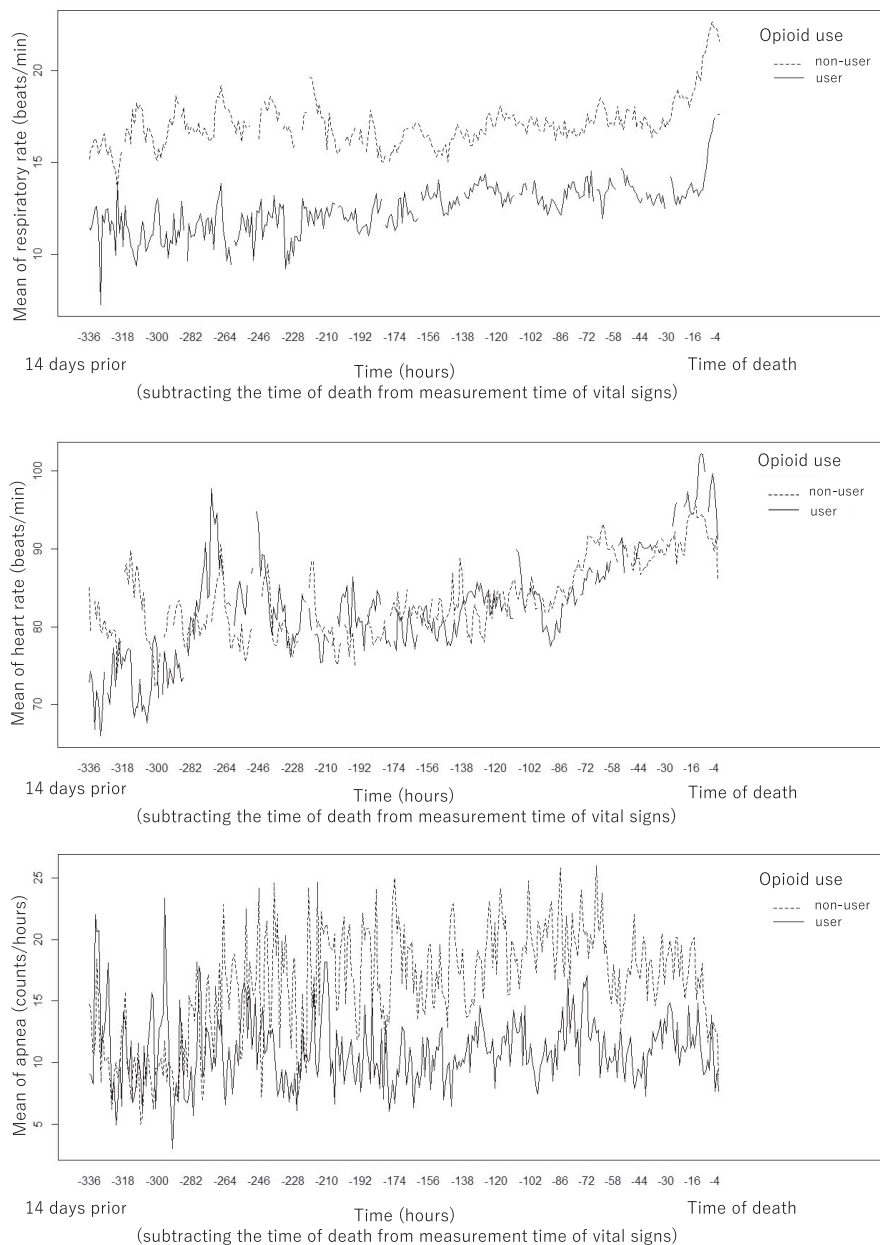 Mean of respiratory rate (beats/min)
20
15
10
Opioid use
non-user
user
-336 -318 -300 -282 -264 -246 -228 -210 -192 -174 -156 -138 -120 -102 -86 -72 -58 -44 -30 -16 -4
14 days prior
Time (hours)
Time of death
(subtracting the time of death from measurement time of vital signs)
Mean of heart rate (beats/min)
100
90
80
70
Opioid use
non-user
user
-336 -318 -300 -282 -264 -246 -228 -210 -192 -174 -156 -138 -120 -102 -86 -72 -58 -44 -30 -16 -4
14 days prior
Time (hours)
Time of death
(subtracting the time of death from measurement time of vital signs)
Mean of apnea (counts/hours)
25
20
15
10
5
Opioid use
non-user
user
-336 -318 -300 -282 -264 -246 -228 -210 -192 -174 -156 -138 -120 -102 -86 -72 -58 -44 -30 -16 -4
14 days prior
Time (hours)
Time of death
(subtracting the time of death from measurement time of vital signs)